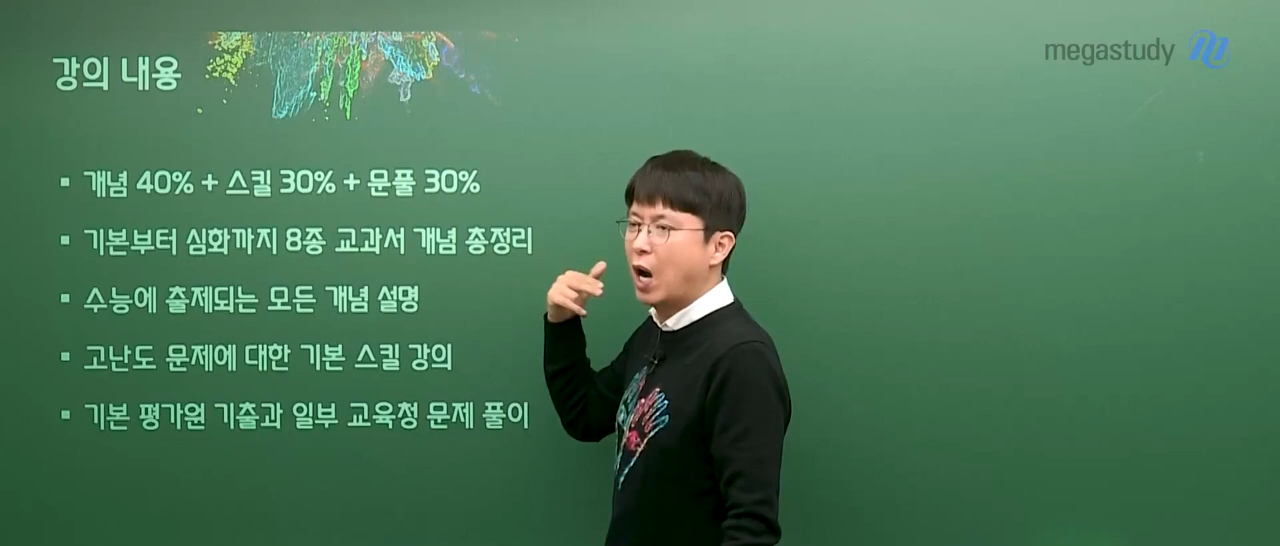 강의 내용
megastudy
개념 40% + 스킬 30% + 문풀 30%
기본부터 심화까지 8종 교과서 개념 총정리
수능에 출제되는 모든 개념 설명
고난도 문제에 대한 기본 스킬 강의
기본 평가원 기출과 일부 교육청 문제 풀이